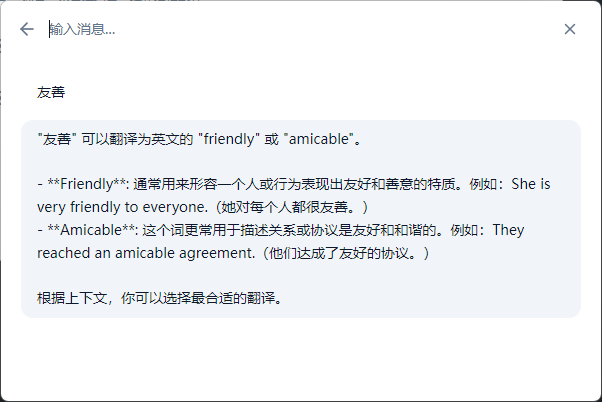 输入消息...
友善
"友善" 可以翻译为英文的 "friendly" 或 "amicable"。
- **Friendly**: 通常用来形容一个人或行为表现出友好和善意的特质。例如：She is
very friendly to everyone.（她对每个人都很友善。）
- **Amicable**: 这个词更常用于描述关系或协议是友好和和谐的。例如：They
reached an amicable agreement.（他们达成了友好的协议。）
根据上下文，你可以选择最合适的翻译。